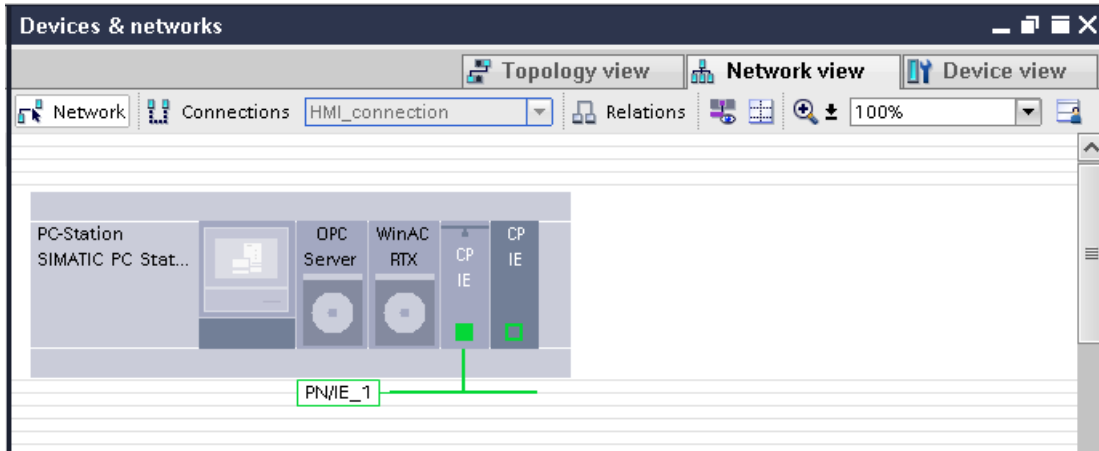 Devices & networks
Topology view Network view Device view
Network Connections HMI_connection Relations 100%
PC-Station OPC WinAC CP
SIMATIC PC Stat... Server RTX CP IE
IE
PN/IE_1